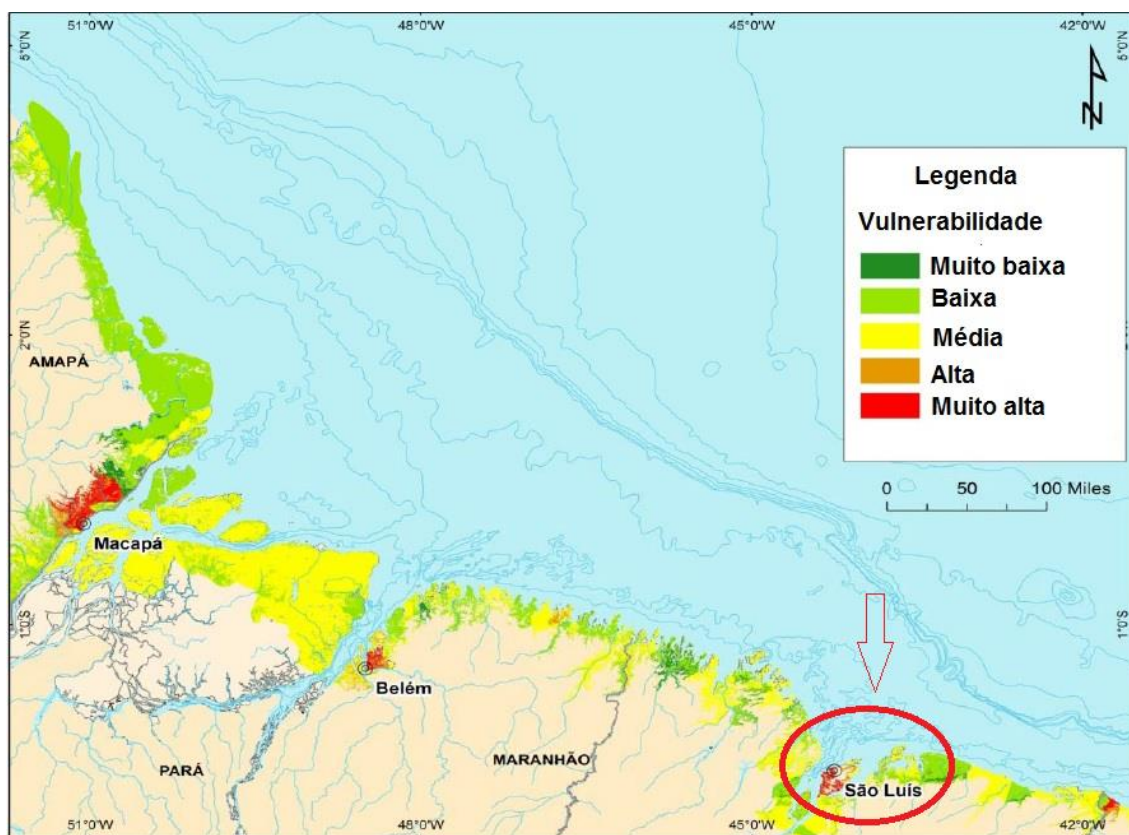 51°0'W 48°0'W 45°0'W 42°0'W
5°0'N 5°0'N
Legenda
Vulnerabilidade
Muito baixa
Baixa
Média
Alta
Muito alta
2°0'N
AMAPÁ
0 50 100 Miles
Macapá
1°0'S 1°0'S
Belém
MARANHÃO
PARÁ
São Luís
51°0'W 48°0'W 45°0'W 42°0'W
N